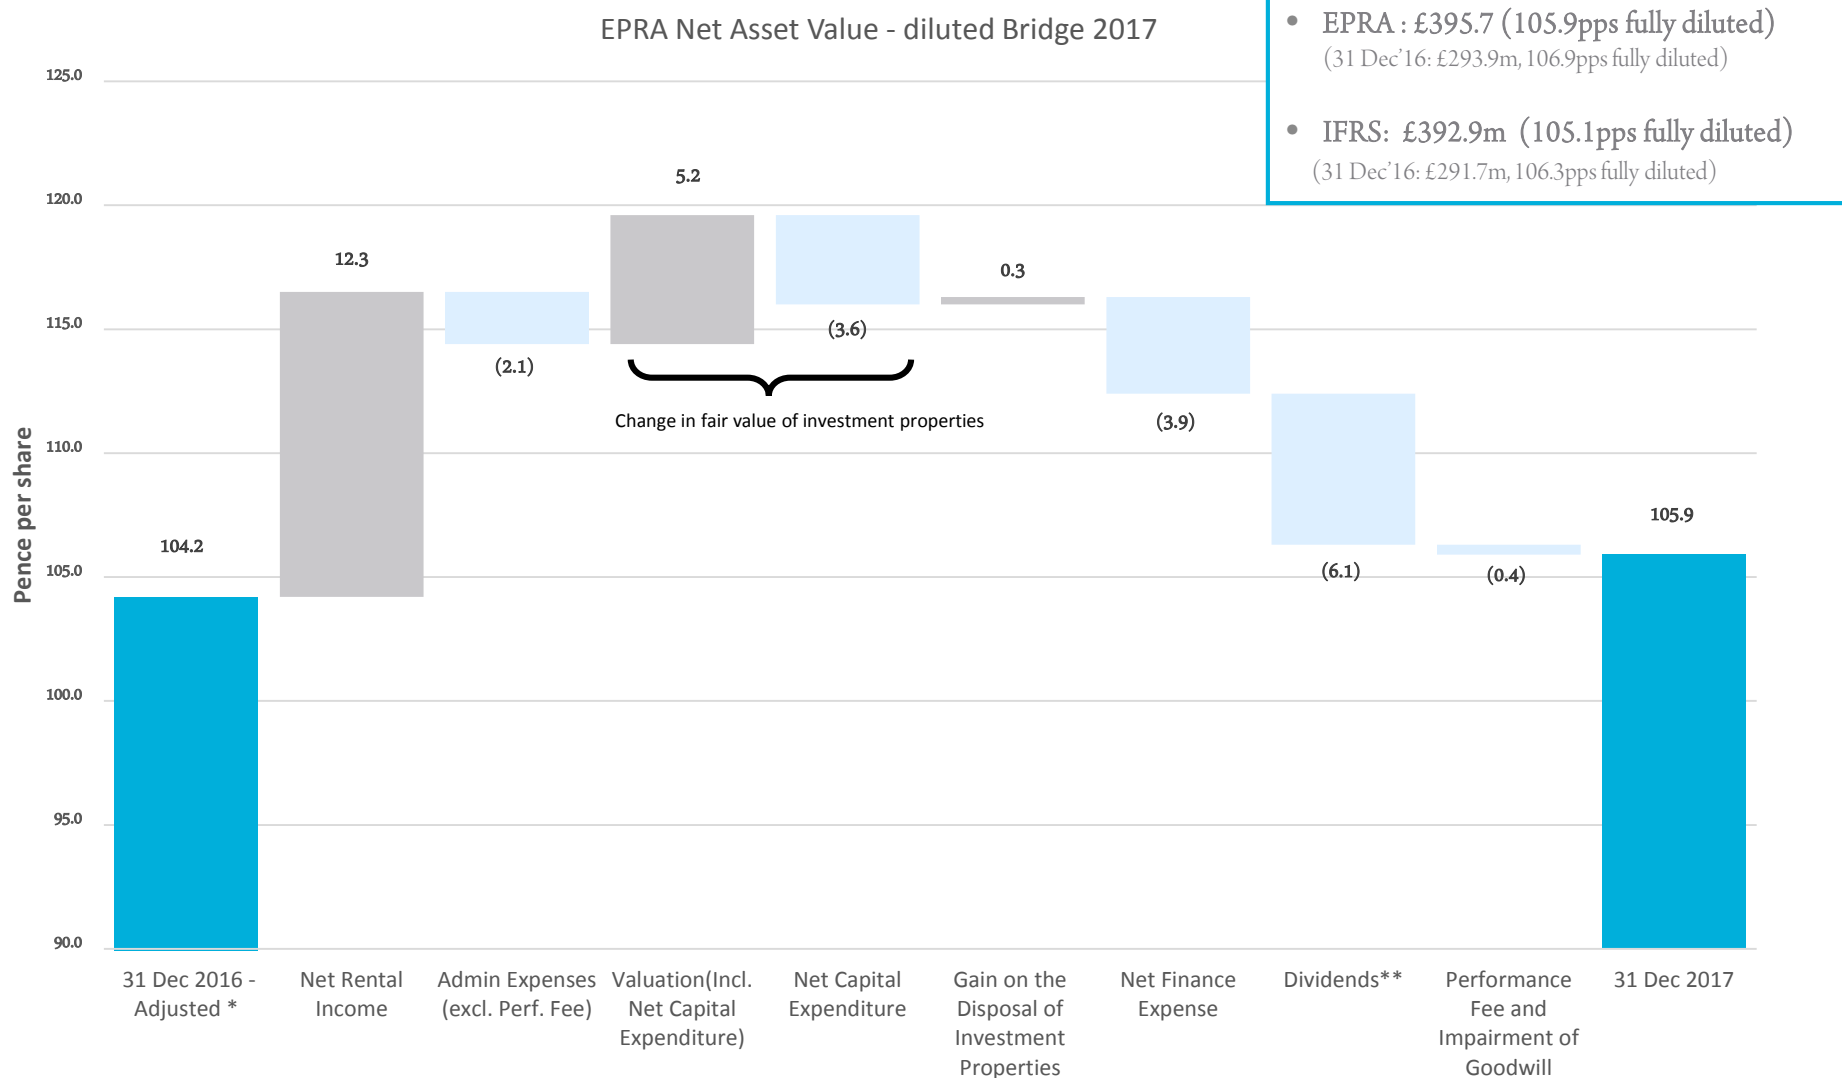 EPRA Net Asset Value - diluted Bridge 2017
• EPRA : £395.7 (105.9pps fully diluted)
(31 Dec'16: £293.9m, 106.9pps fully diluted)
• IFRS: £392.9m (105.1pps fully diluted)
(31 Dec'16: £291.7m, 106.3pps fully diluted)
Pence per share
125.0
120.0
115.0
110.0
105.0
100.0
95.0
90.0
104.2
12.3
(2.1)
5.2
(3.6)
0.3
(3.9)
(6.1)
(0.4)
105.9
Change in fair value of investment properties
31 Dec 2016 -
Adjusted *
Net Rental
Income
Admin Expenses
(excl. Perf. Fee)
Valuation(Incl.
Net Capital
Expenditure)
Net Capital
Expenditure
Gain on the
Disposal of
Investment
Properties
Net Finance
Expense
Dividends**
Performance
Fee and
Impairment of
Goodwill
31 Dec 2017